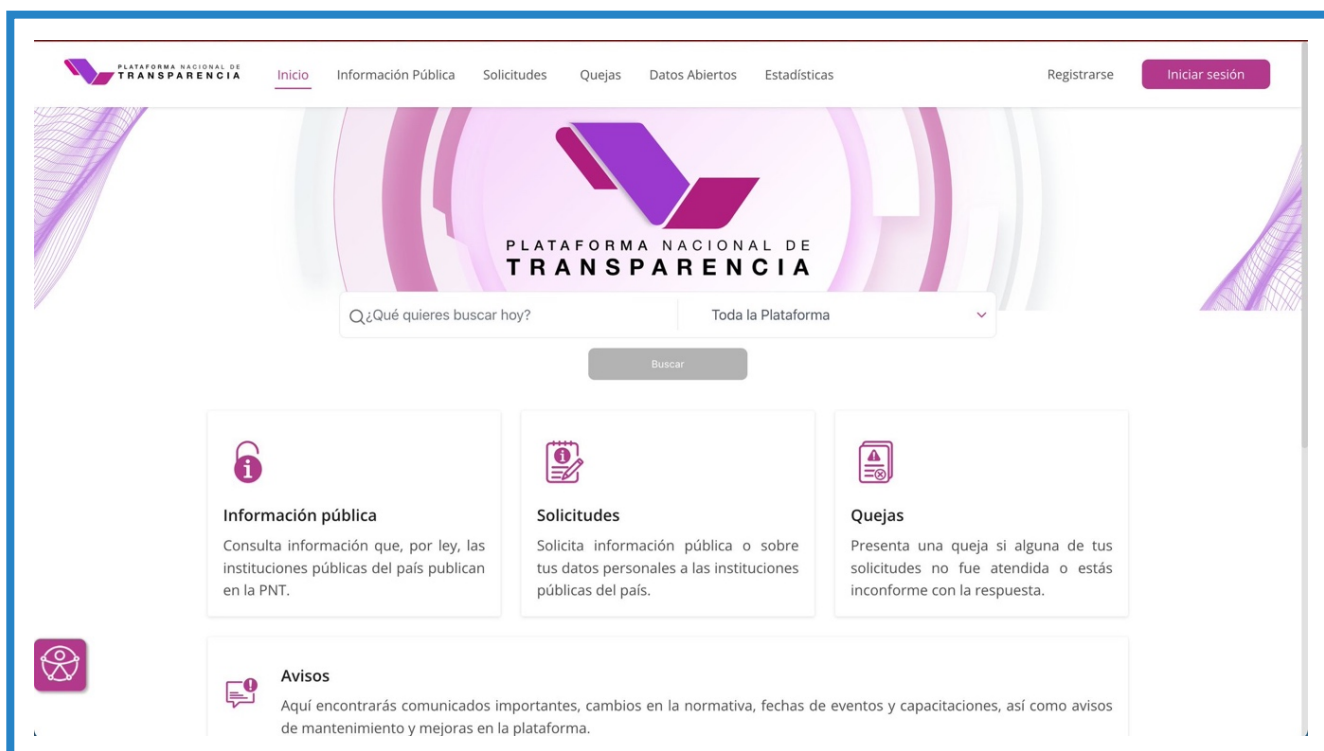 PLATAFORMA NACIONAL DE
TRANSPARENCIA
Inicio
Información Pública
Solicitudes
Quejas
Datos Abiertos
Estadísticas
Registrarse
Iniciar sesión
PLATAFORMA NACIONAL DE
TRANSPARENCIA
¿Qué quieres buscar hoy?
Toda la Plataforma
Buscar
Información pública
Consulta información que, por ley, las
instituciones públicas del país publican
en la PNT.
Solicitudes
Solicita información pública o sobre
tus datos personales a las instituciones
públicas del país.
Quejas
Presenta una queja si alguna de tus
solicitudes no fue atendida o estás
inconforme con la respuesta.
Avisos
Aquí encontrarás comunicados importantes, cambios en la normativa, fechas de eventos y capacitaciones, así como avisos
de mantenimiento y mejoras en la plataforma.